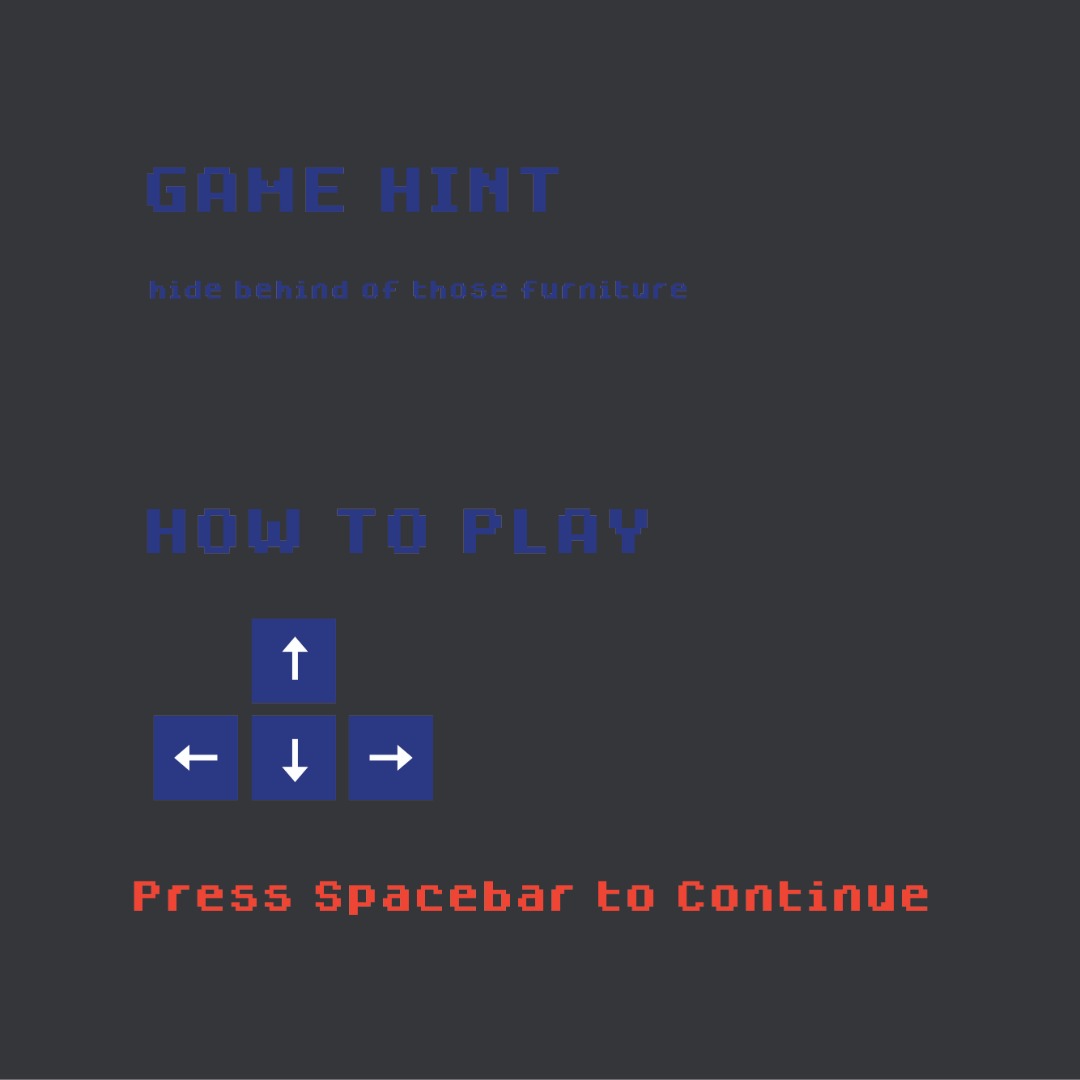 GAME HINT
hide behind of those furniture
HOW TO PLAY
↑
← ↓ →
Press Spacebar to Continue